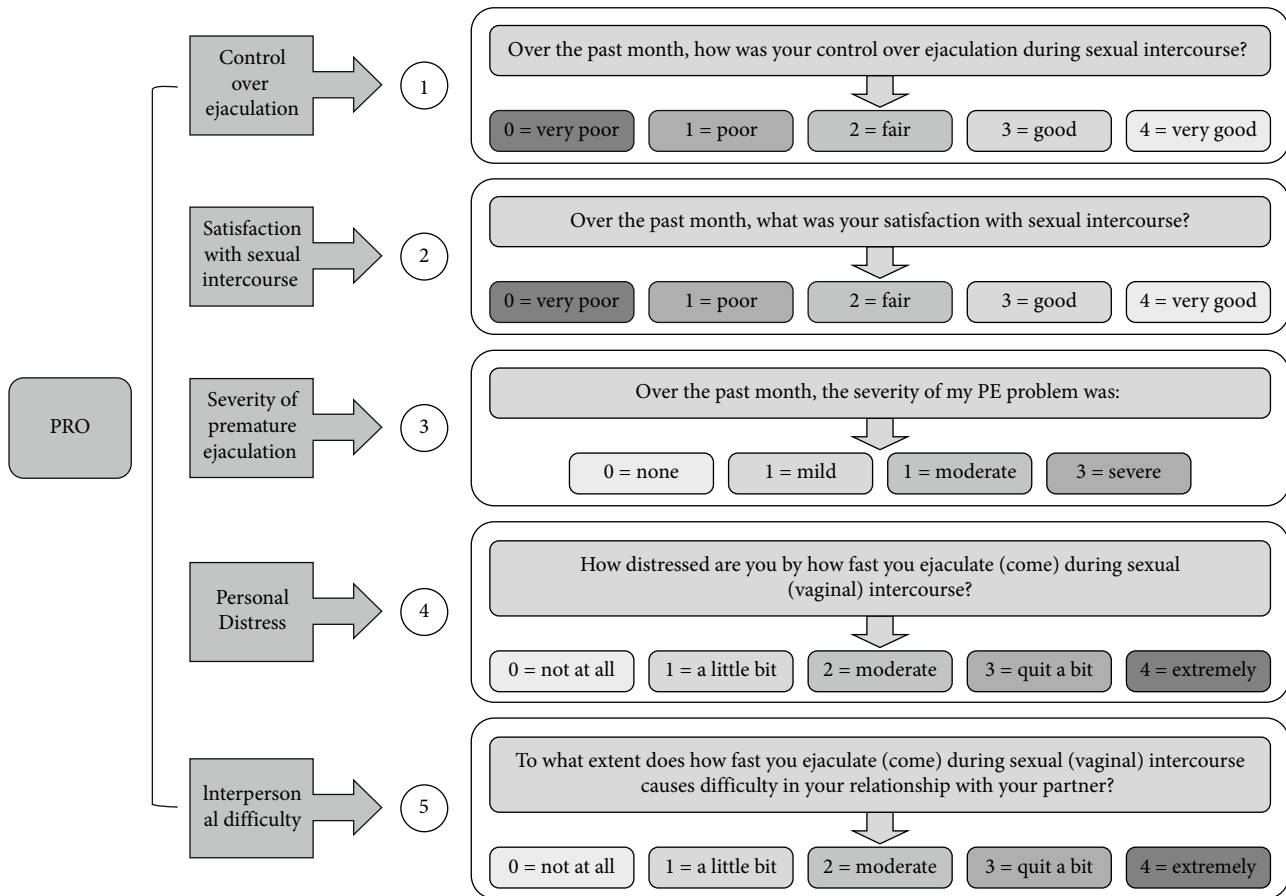 PRO
Control
over
ejaculation
1
Over the past month, how was your control over ejaculation during sexual intercourse?
0 = very poor
1 = poor
2 = fair
3 = good
4 = very good
Satisfaction
with sexual
intercourse
2
Over the past month, what was your satisfaction with sexual intercourse?
0 = very poor
1 = poor
2 = fair
3 = good
4 = very good
Severity of
premature
ejaculation
3
Over the past month, the severity of my PE problem was:
0 = none
1 = mild
1 = moderate
3 = severe
Personal
Distress
4
How distressed are you by how fast you ejaculate (come) during sexual
(vaginal) intercourse?
0 = not at all
1 = a little bit
2 = moderate
3 = quit a bit
4 = extremely
Interperson
al difficulty
5
To what extent does how fast you ejaculate (come) during sexual (vaginal) intercourse
causes difficulty in your relationship with your partner?
0 = not at all
1 = a little bit
2 = moderate
3 = quit a bit
4 = extremely